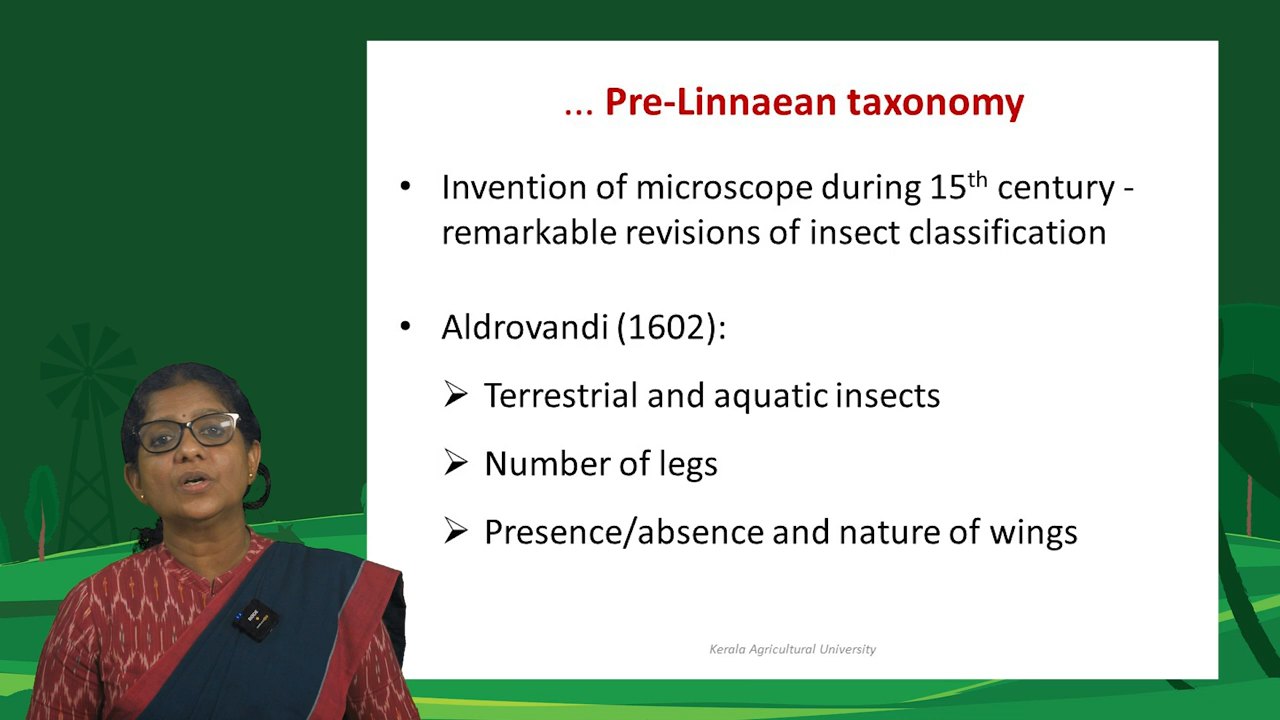 ... Pre-Linnaean taxonomy
• Invention of microscope during 15th century -
remarkable revisions of insect classification
• Aldrovandi (1602):
➢ Terrestrial and aquatic insects
➢ Number of legs
➢ Presence/absence and nature of wings
Kerala Agricultural University